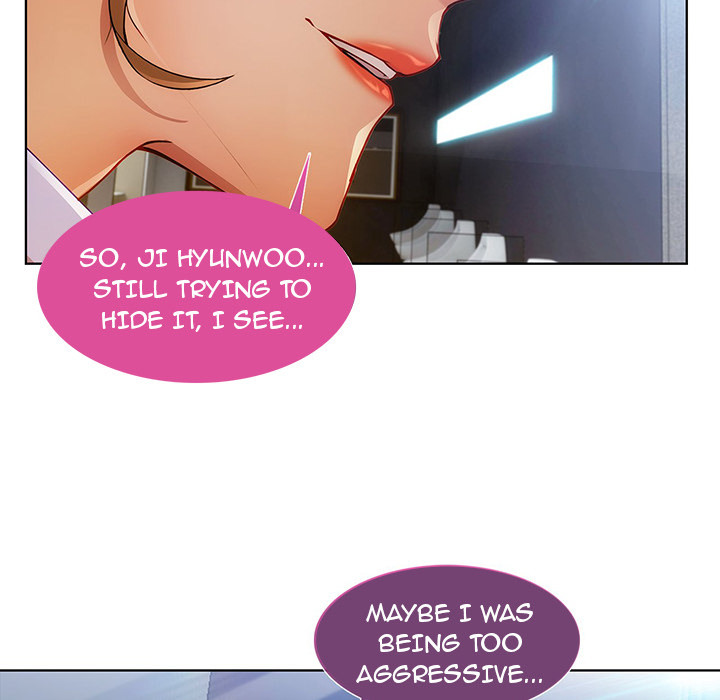 SO, JI HYUNWOO...
STILL TRYING TO
HIDE IT, I SEE...
MAYBE I WAS
BEING TOO
AGGRESSIVE...